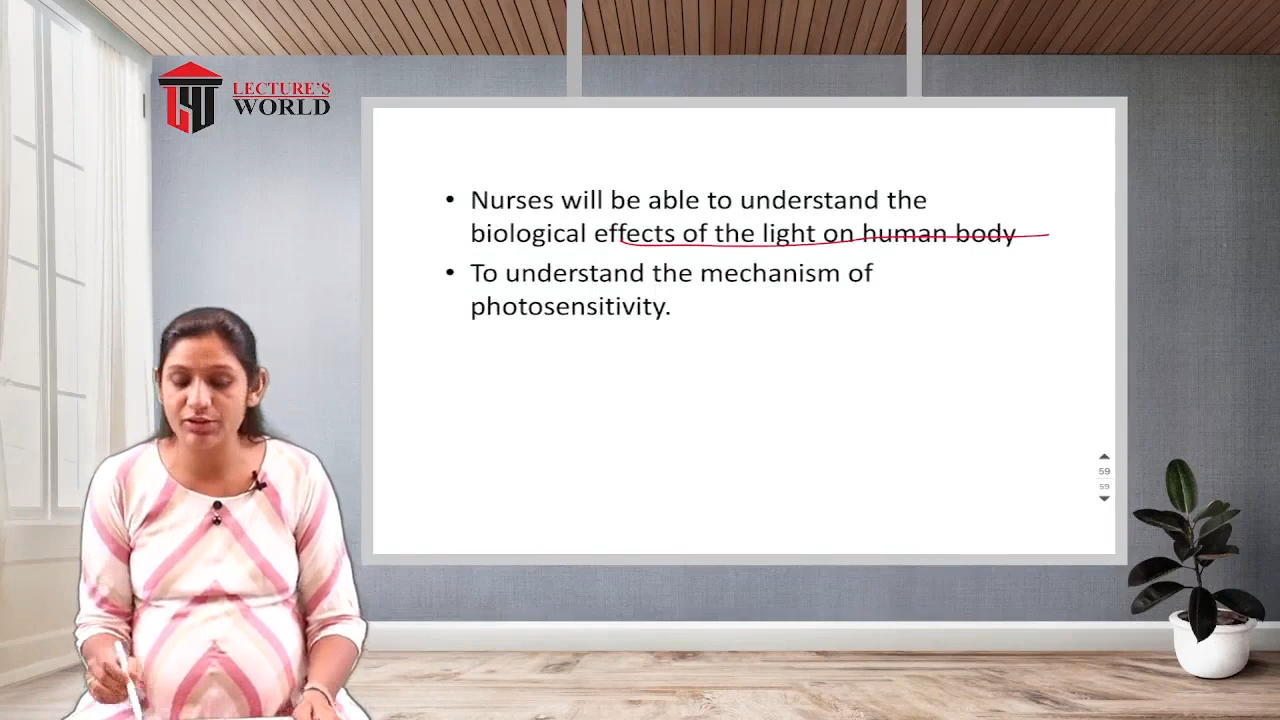 LECTURE'S
WORLD
• Nurses will be able to understand the
biological effects of the light on human body
• To understand the mechanism of
photosensitivity.
59
59